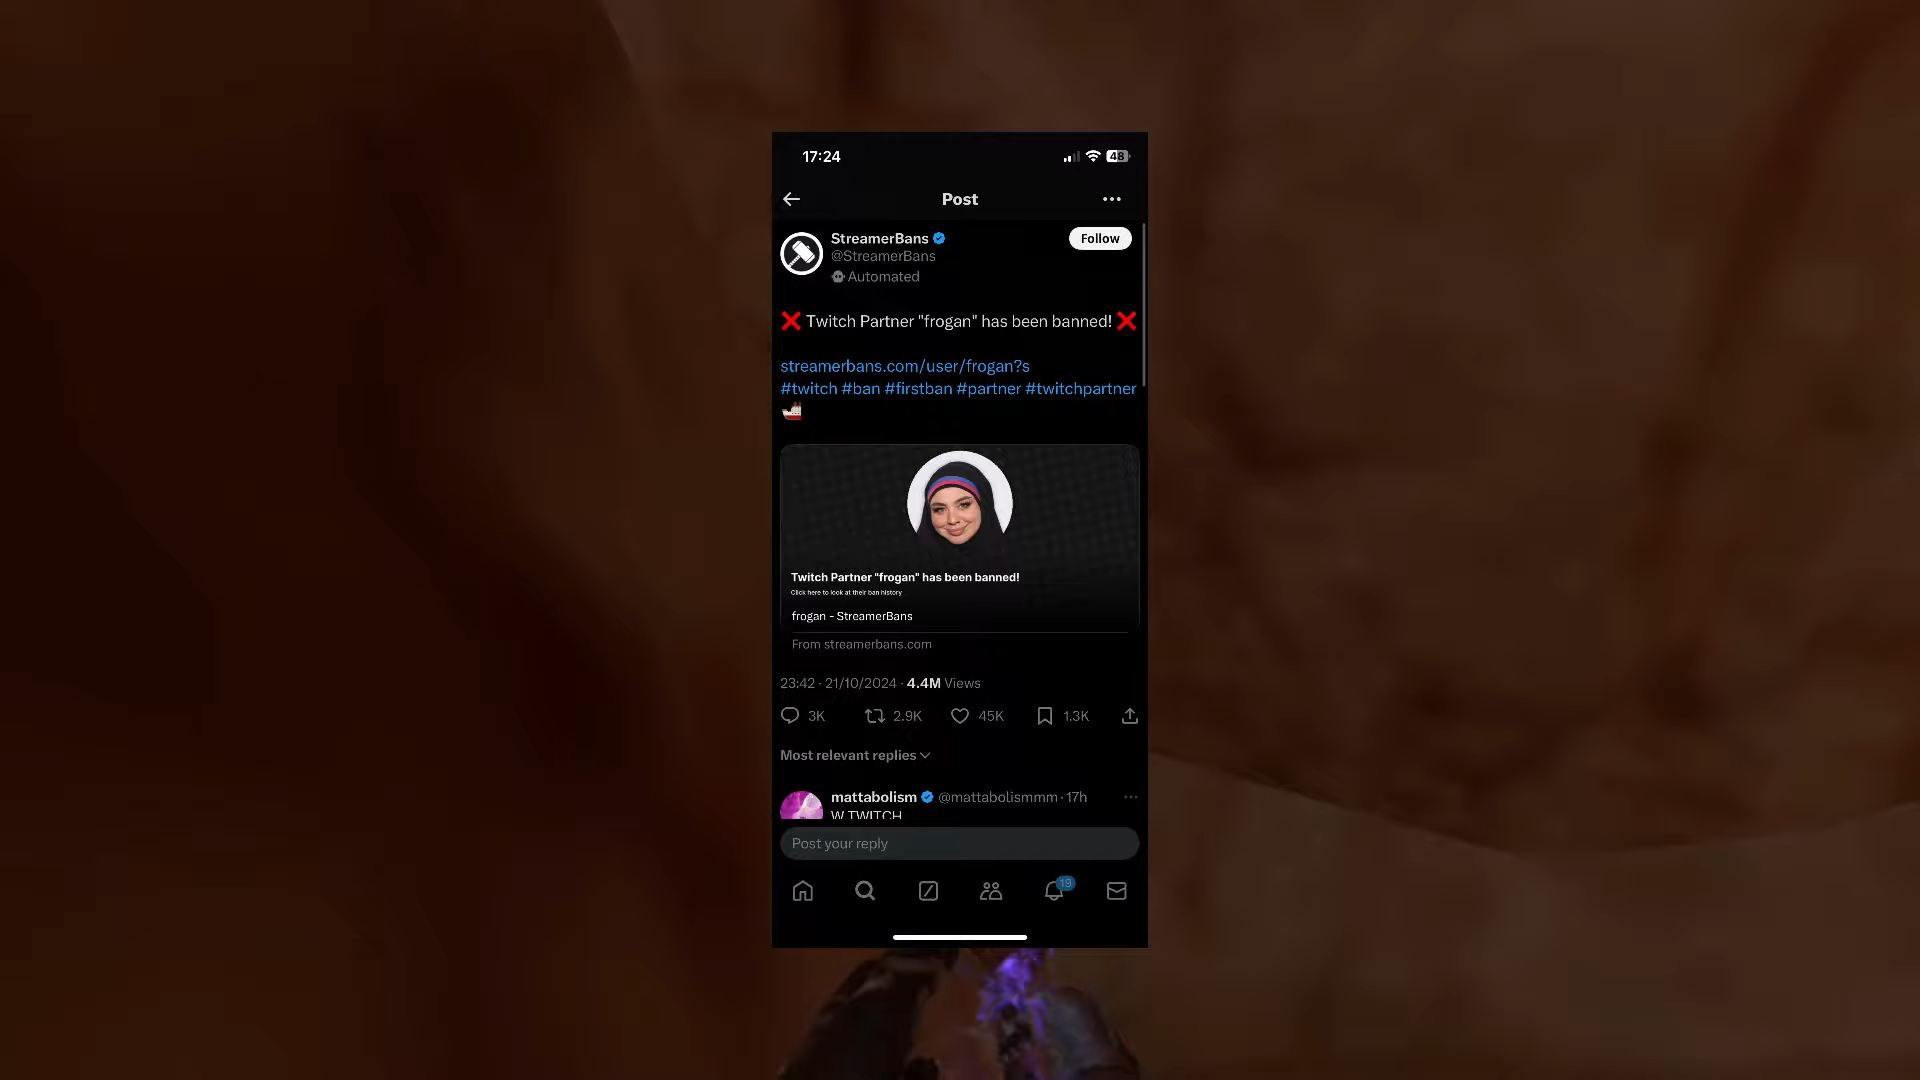 17:24
48
Post
StreamerBans
Follow
@StreamerBans
Automated
❌ Twitch Partner "frogan" has been banned! ❌
streamerbans.com/user/frogan?s
#twitch #ban #firstban #partner #twitchpartner
Twitch Partner "frogan" has been banned!
Click here to look at their ban history
frogan - StreamerBans
From streamerbans.com
23:42 · 21/10/2024 · 4.4M Views
3K 2.9K 45K 1.3K
Most relevant replies
mattabolism @mattabolismmm · 17h
W TWITCH
Post your reply
19